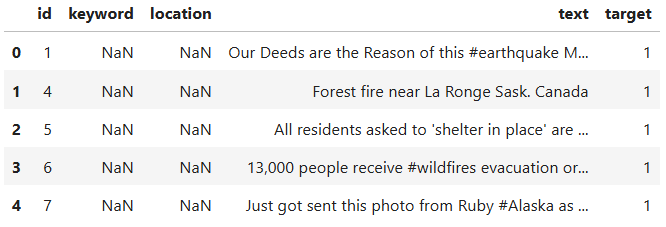 id keyword location text target
0 1 NaN NaN Our Deeds are the Reason of this #earthquake M... 1
1 4 NaN NaN Forest fire near La Ronge Sask. Canada 1
2 5 NaN NaN All residents asked to 'shelter in place' are ... 1
3 6 NaN NaN 13,000 people receive #wildfires evacuation or... 1
4 7 NaN NaN Just got sent this photo from Ruby #Alaska as ... 1